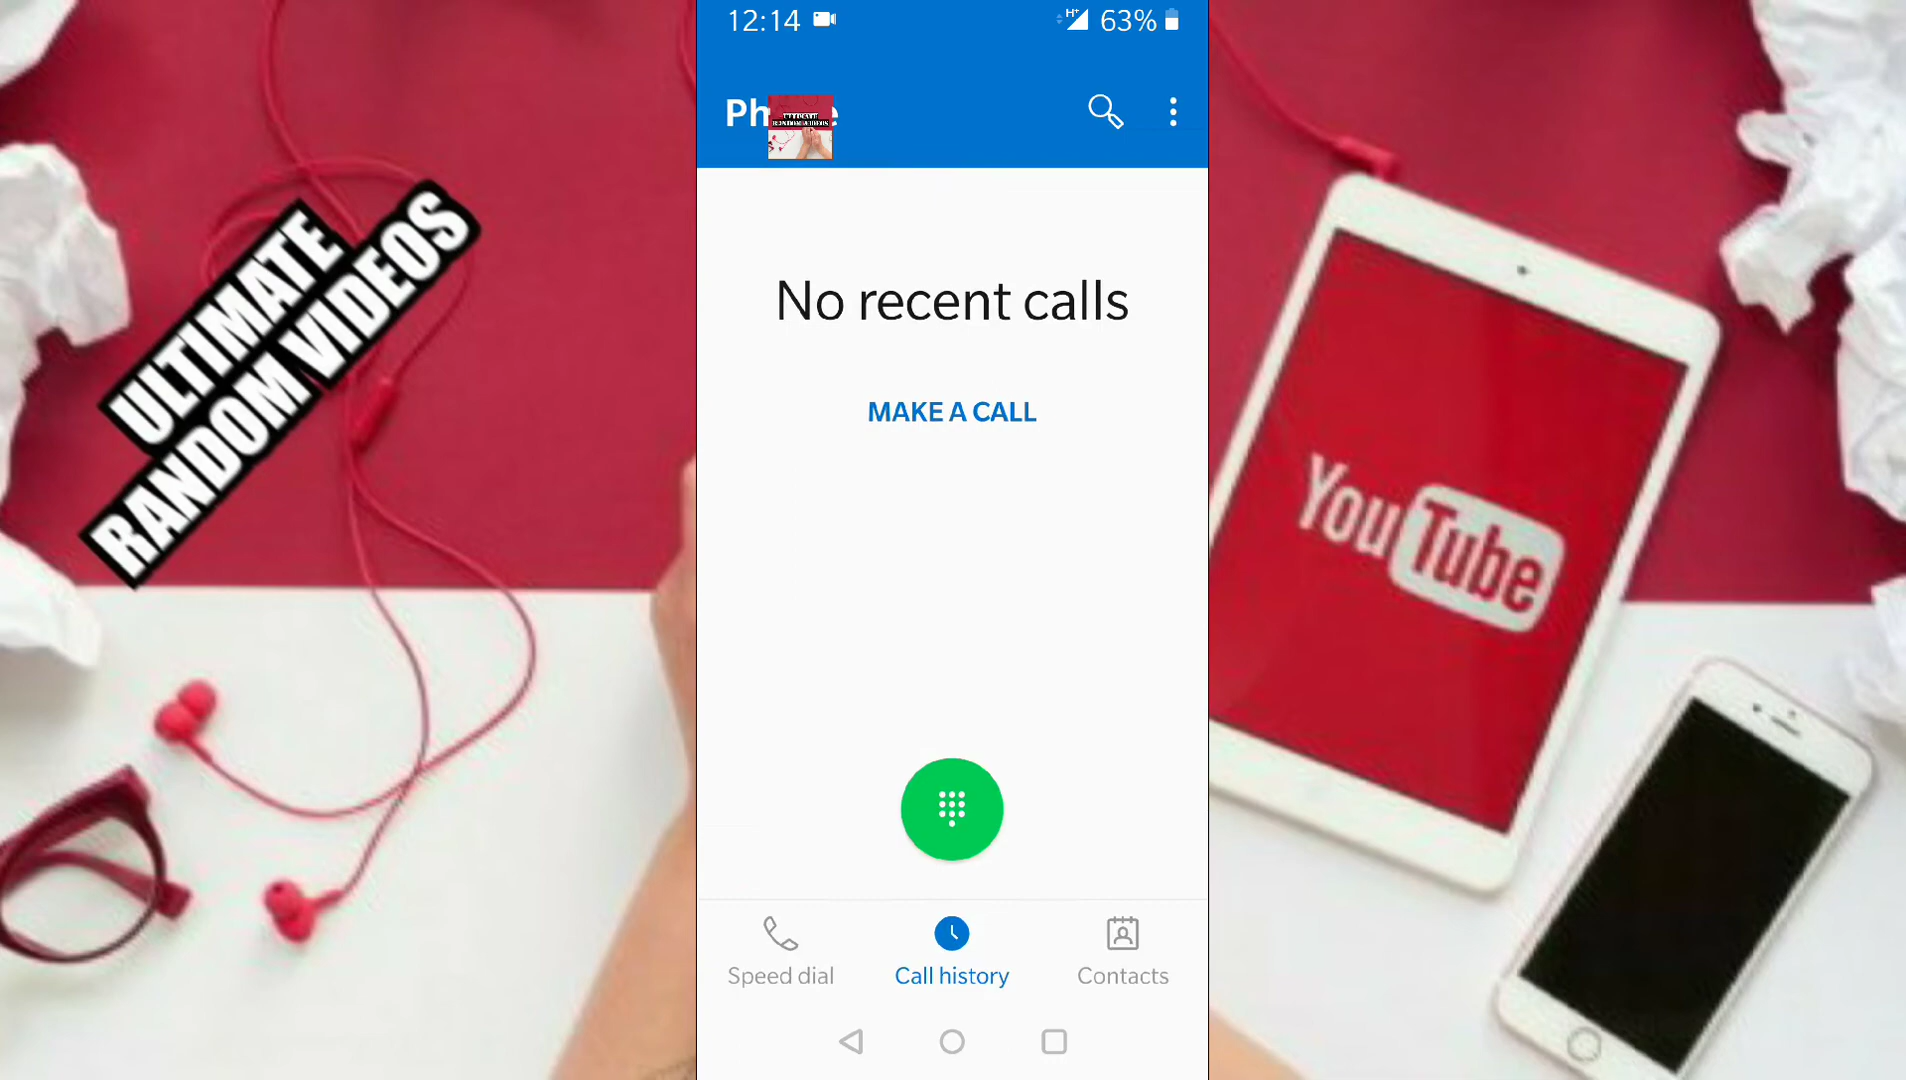 12:14
H+
63%
Ph e
No recent calls
MAKE A CALL
Speed dial
Call history
Contacts
ULTIMATE
RANDOM VIDEOS
YouTube